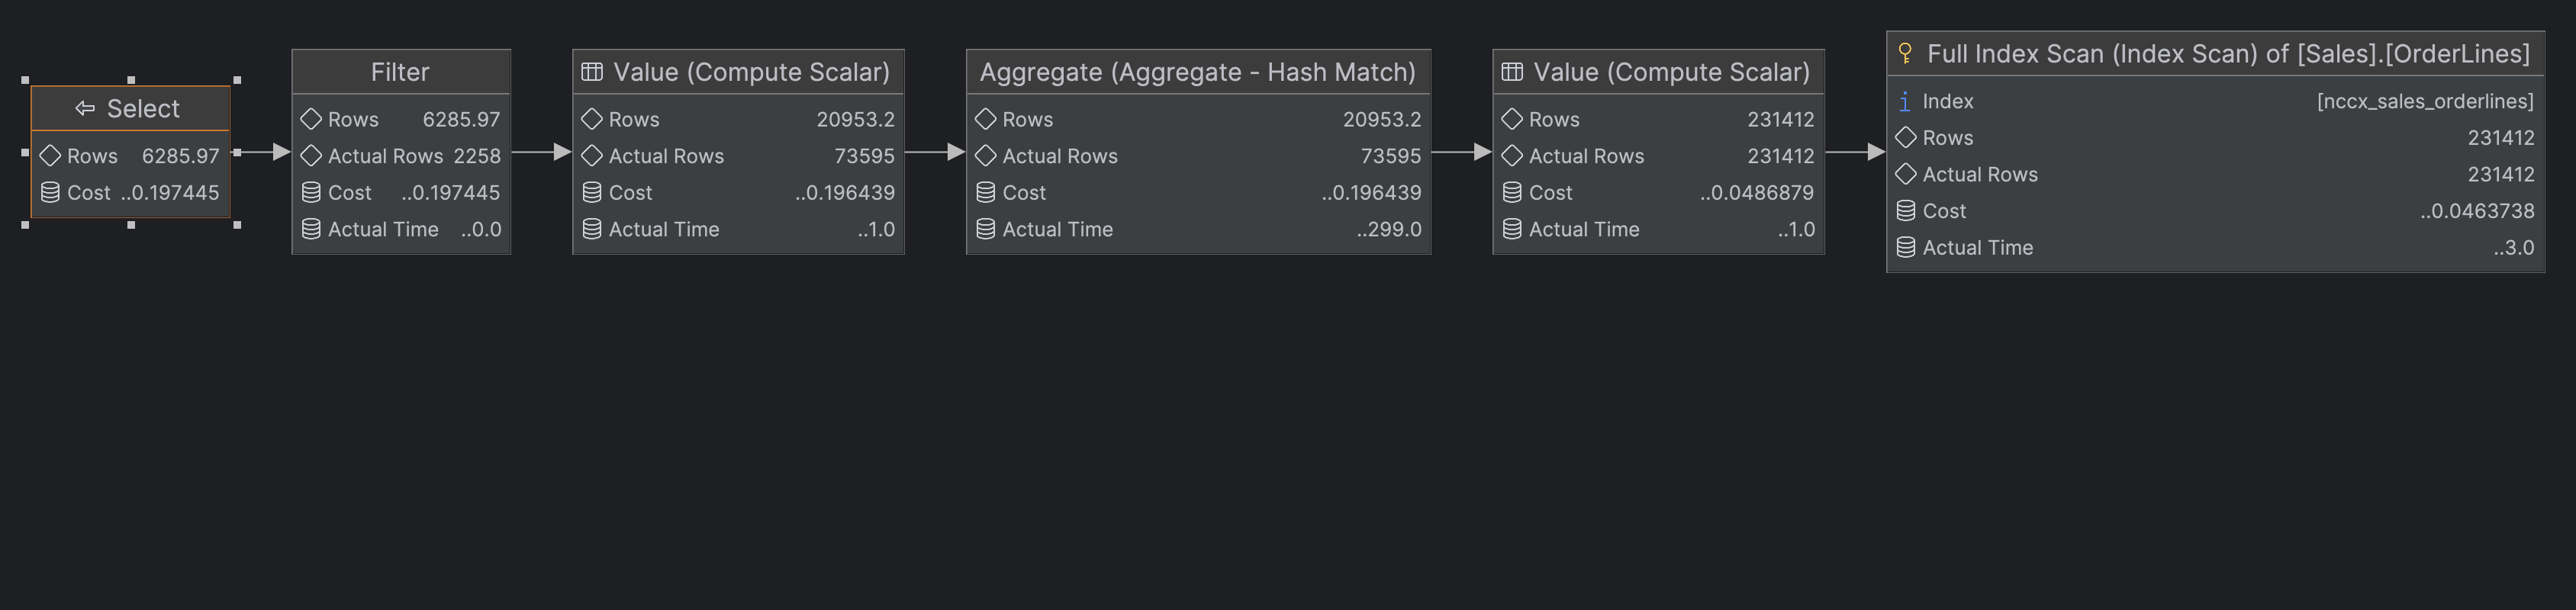 Select
Rows 6285.97
Cost ..0.197445
Filter
Rows 6285.97
Actual Rows 2258
Cost ..0.197445
Actual Time ..0.0
Value (Compute Scalar)
Rows 20953.2
Actual Rows 73595
Cost ..0.196439
Actual Time ..1.0
Aggregate (Aggregate - Hash Match)
Rows 20953.2
Actual Rows 73595
Cost ..0.196439
Actual Time ..299.0
Value (Compute Scalar)
Rows 231412
Actual Rows 231412
Cost ..0.0486879
Actual Time ..1.0
Full Index Scan (Index Scan) of [Sales].[OrderLines]
Index [nccx_sales_orderlines]
Rows 231412
Actual Rows 231412
Cost ..0.0463738
Actual Time ..3.0